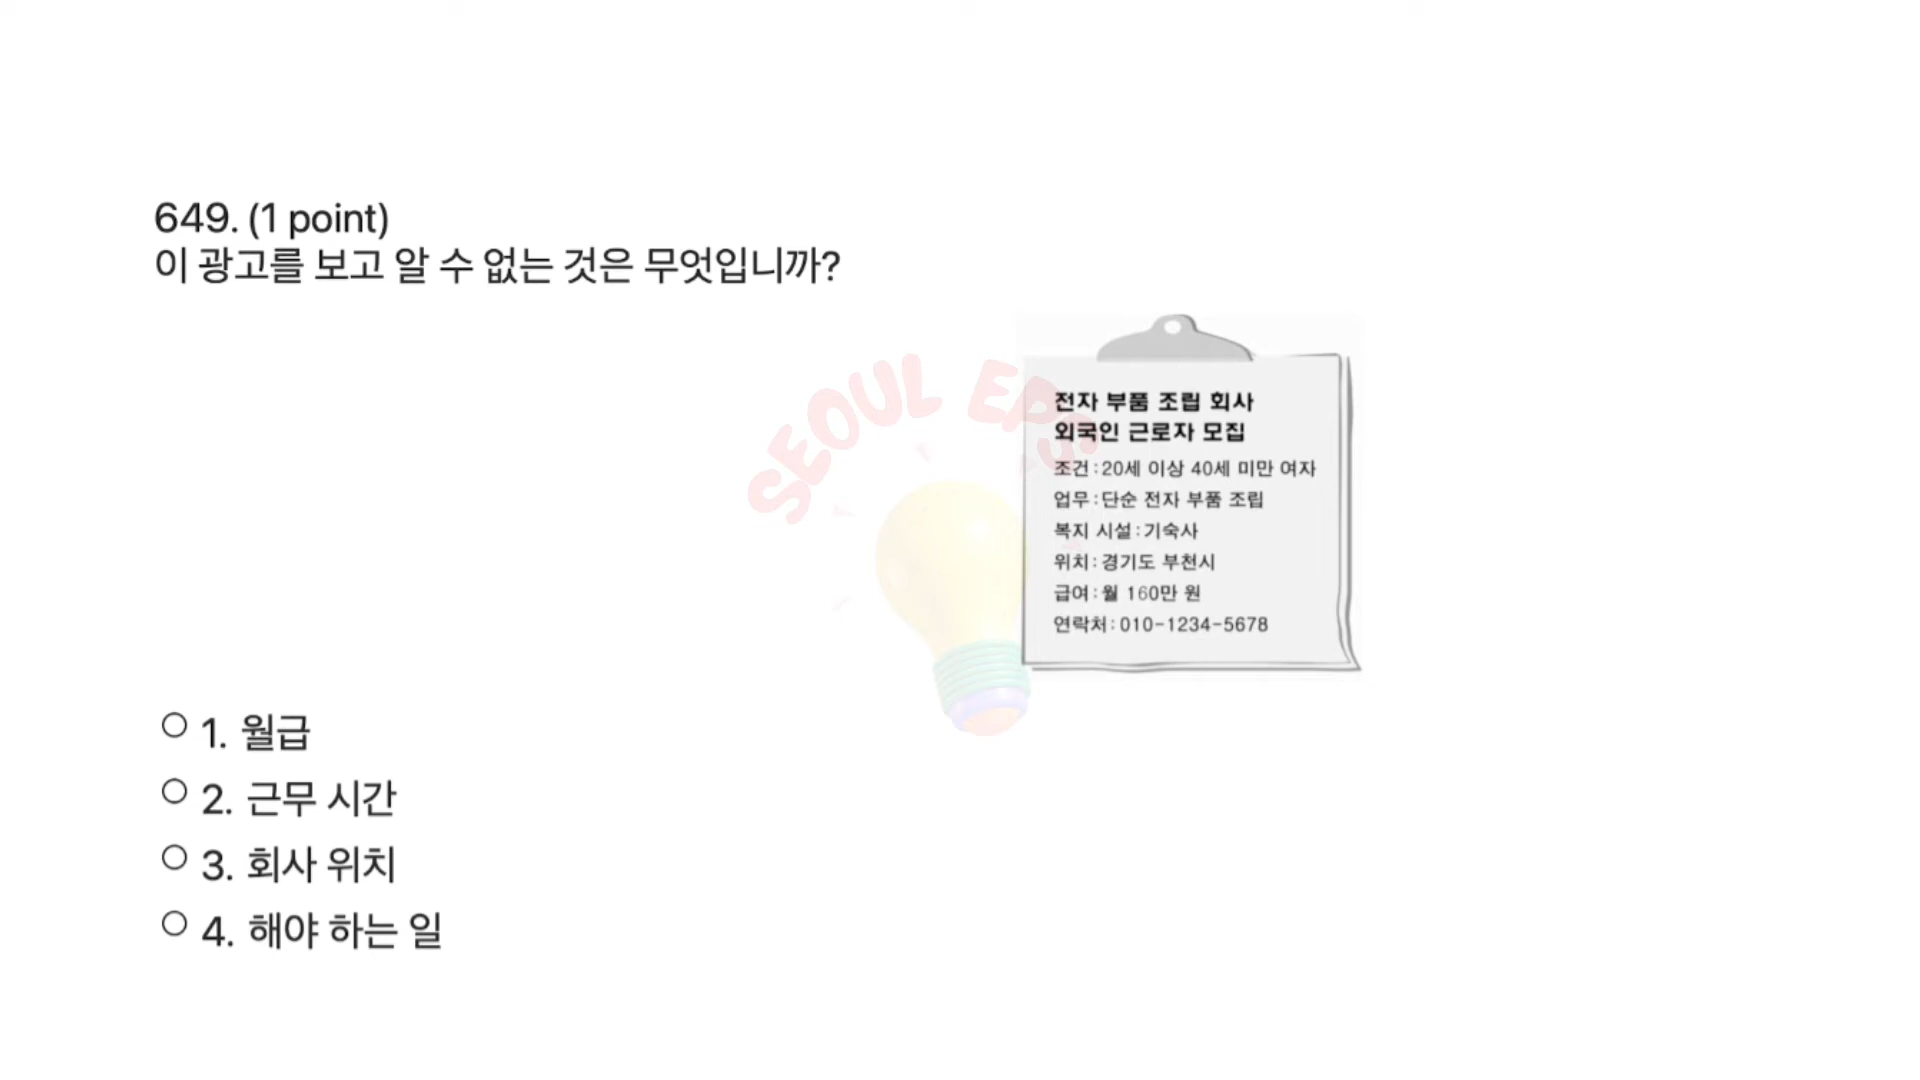 649. (1 point)
이 광고를 보고 알 수 없는 것은 무엇입니까?
SEOUL EPS
전자 부품 조립 회사
외국인 근로자 모집
조건:20세 이상 40세 미만 여자
업무:단순 전자 부품 조립
복지 시설:기숙사
위치:경기도 부천시
급여:월 160만 원
연락처:010-1234-5678
1. 월급
2. 근무 시간
3. 회사 위치
4. 해야 하는 일